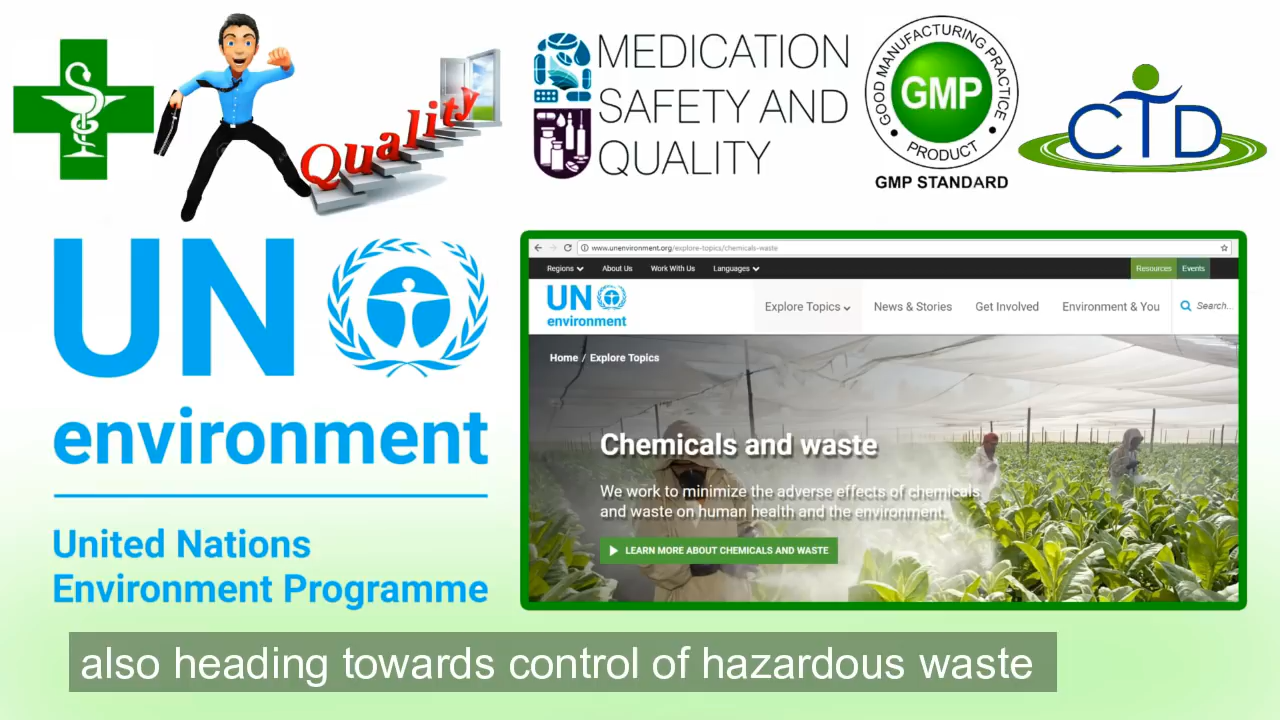 Quality
MEDICATION
SAFETY AND
QUALITY
GOOD MANUFACTURING PRACTICE
GMP
PRODUCT
GMP STANDARD
CTD
UN
environment
United Nations
Environment Programme
www.unenvironment.org/explore-topics/chemicals-waste
Regions About Us Work With Us Languages Resources Events
UN
environment
Explore Topics News & Stories Get Involved Environment & You Search...
Home / Explore Topics
Chemicals and waste
We work to minimize the adverse effects of chemicals
and waste on human health and the environment.
LEARN MORE ABOUT CHEMICALS AND WASTE
also heading towards control of hazardous waste